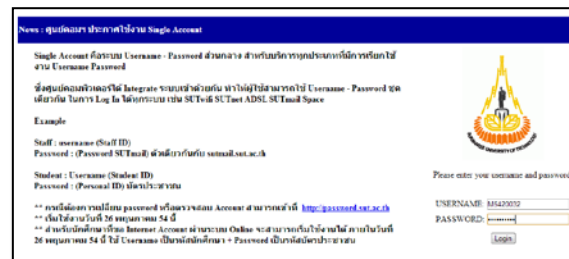 News : ศูนย์คอมฯ ประกาศใช้งาน Single Account
Single Account คือระบบ Username - Password ส่วนกลาง สำหรับบริการทุกประเภทที่มีการเรียกใช้
งาน Username Password
ซึ่งศูนย์คอมพิวเตอร์ได้ Integrate ระบบเข้าด้วยกัน ทำให้ผู้ใช้สามารถใช้ Username - Password ชุด
เดียวกัน ในการ Log In ได้ทุกระบบ เช่น SUTwifi SUTnet ADSL SUTmail Space
Example
Staff : username (Staff ID)
Password : (Password SUTmail) ตัวเดียวกันกับ sutmail.sut.ac.th
Student : Username (Student ID)
Password : (Personal ID) บัตรประชาชน
Please enter your username and password
** กรณีต้องการเปลี่ยน password หรือตรวจสอบ Account สามารถเข้าที่ http://password.sut.ac.th
** เริ่มใช้งานวันที่ 26 พฤษภาคม 54 นี้
** สำหรับนักศึกษาที่ขอ Internet Account ผ่านระบบ Online จะสามารถเริ่มใช้งานได้ ภายในวันที่
26 พฤษภาคม 54 นี้ ใช้ Username เป็นรหัสนักศึกษา + Password เป็นรหัสบัตรประชาชน
USERNAME: M5420032
PASSWORD:
Login